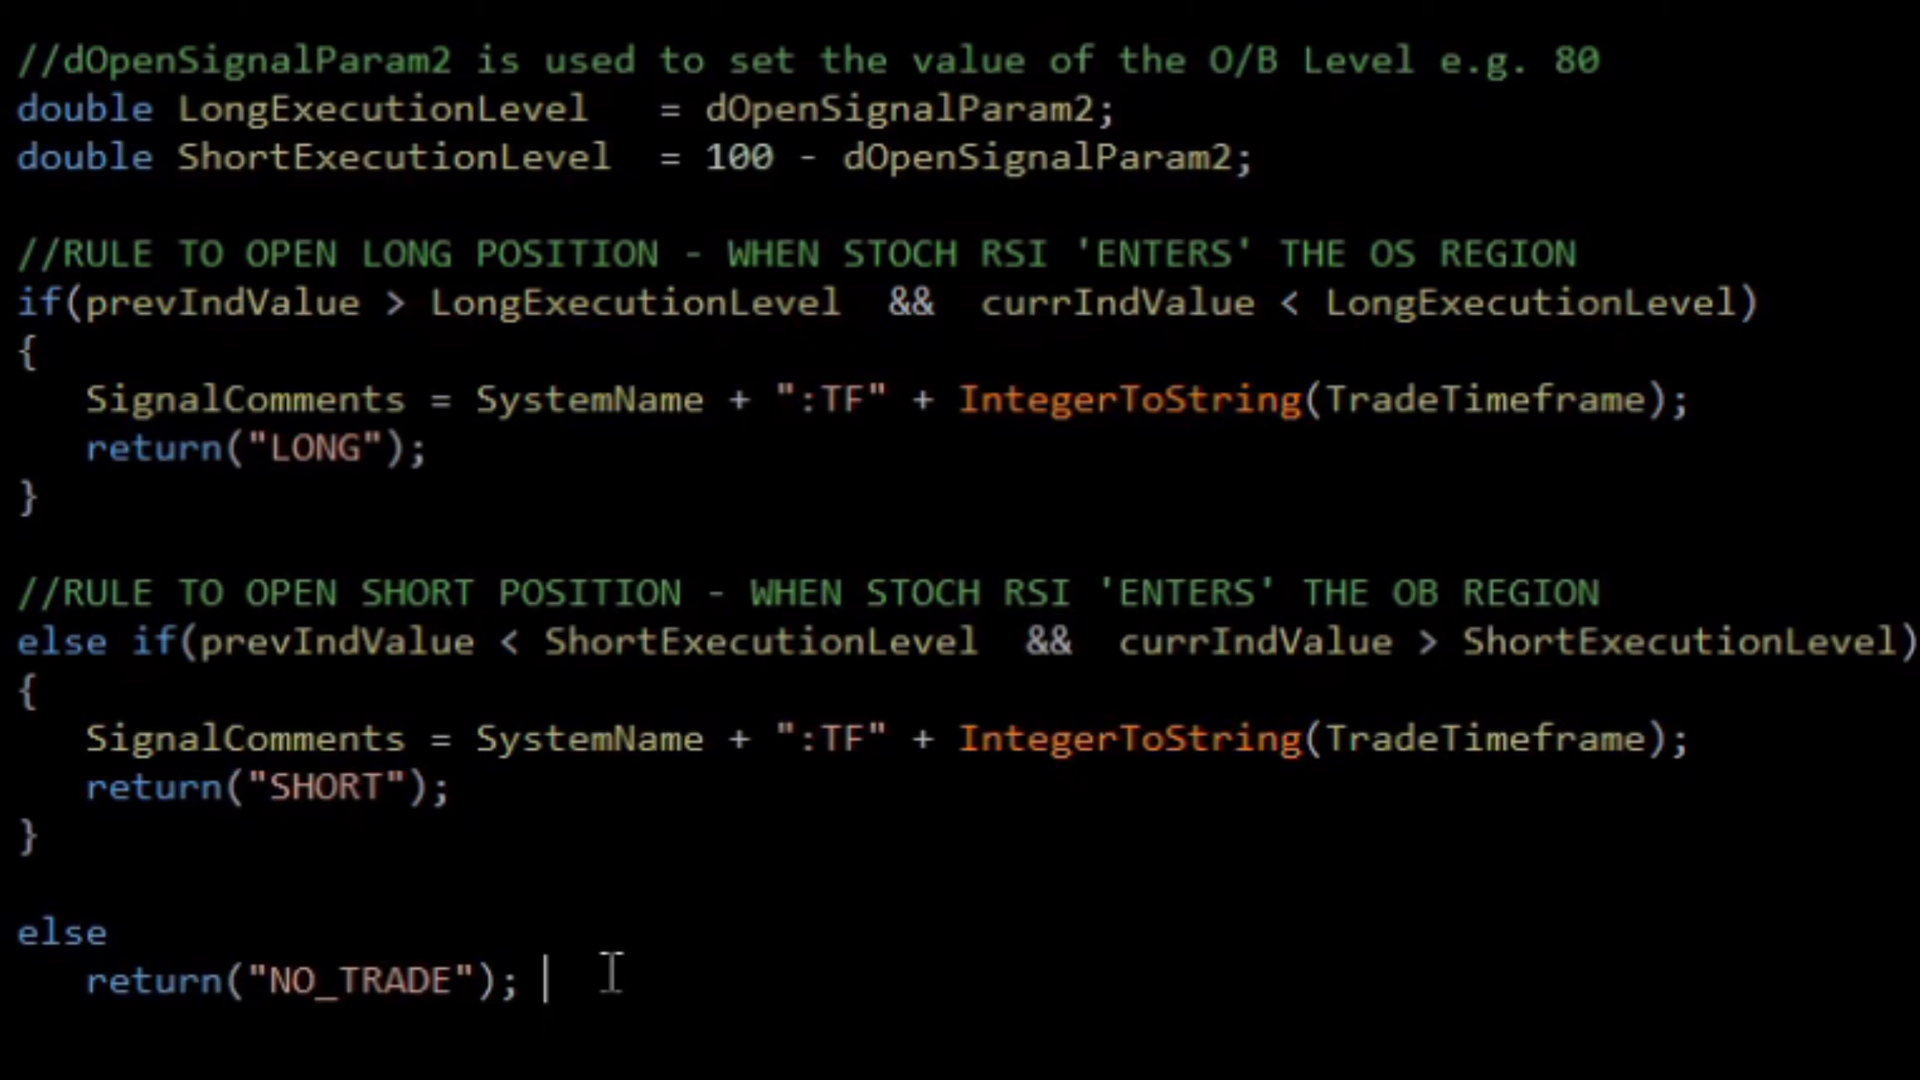 //dOpenSignalParam2 is used to set the value of the O/B Level e.g. 80
double LongExecutionLevel   = dOpenSignalParam2;
double ShortExecutionLevel  = 100 - dOpenSignalParam2;
//RULE TO OPEN LONG POSITION - WHEN STOCH RSI 'ENTERS' THE OS REGION
if(prevIndValue > LongExecutionLevel  &&  currIndValue < LongExecutionLevel)
{
   SignalComments = SystemName + ":TF" + IntegerToString(TradeTimeframe);
   return("LONG");
}
//RULE TO OPEN SHORT POSITION - WHEN STOCH RSI 'ENTERS' THE OB REGION
else if(prevIndValue < ShortExecutionLevel  &&  currIndValue > ShortExecutionLevel)
{
   SignalComments = SystemName + ":TF" + IntegerToString(TradeTimeframe);
   return("SHORT");
}
else
   return("NO_TRADE");